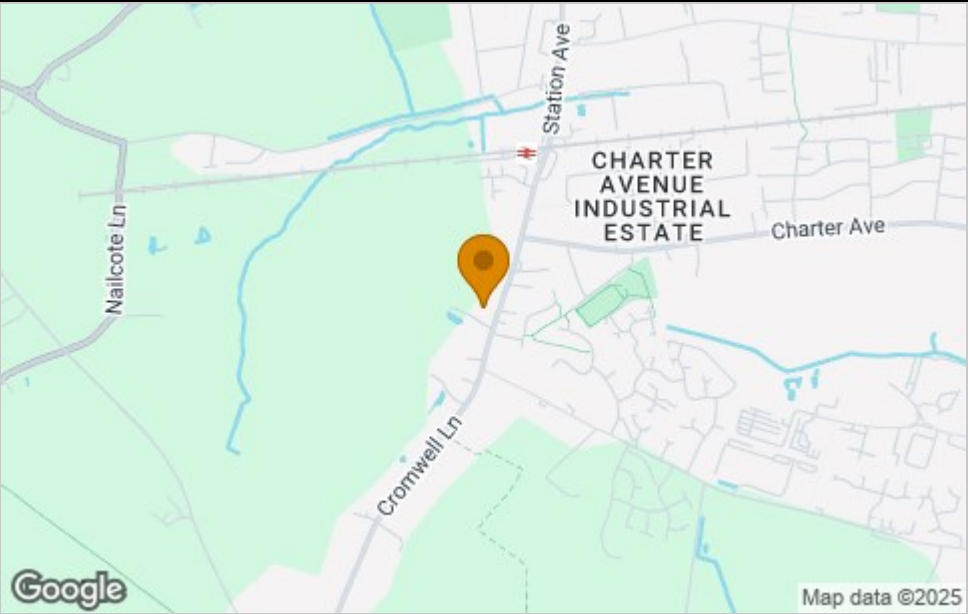 Station Ave
CHARTER
AVENUE
INDUSTRIAL
ESTATE
Charter Ave
Nailcote Ln
Cromwell Ln
Google
Map data ©2025